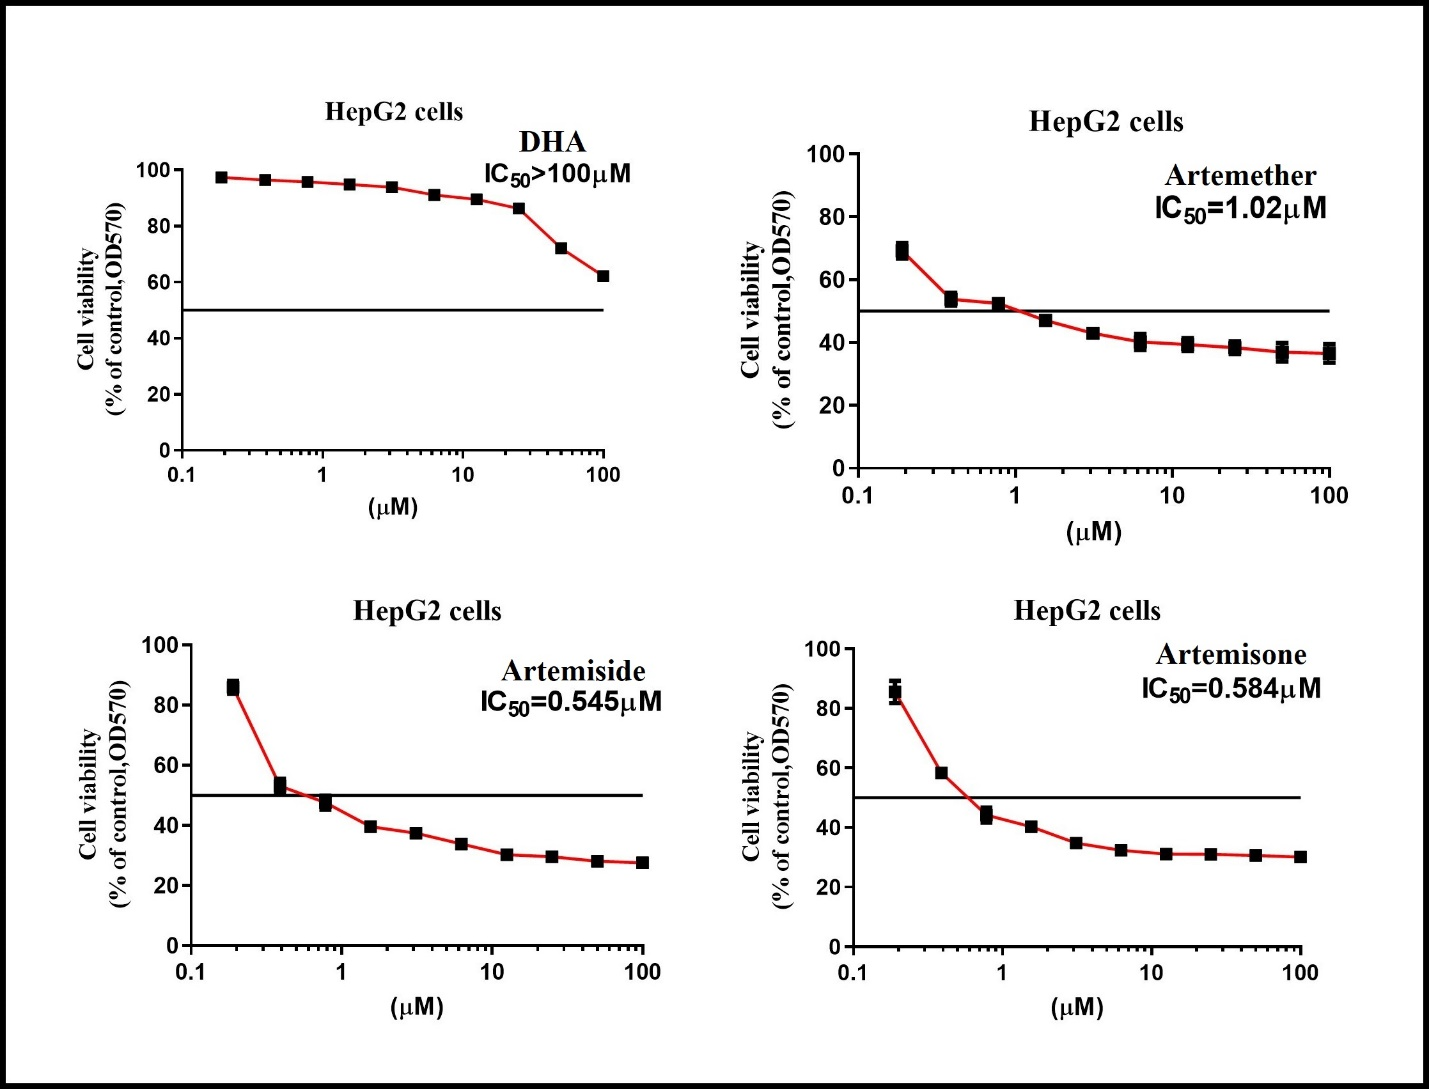 HepG2 cells
DHA
IC50>100μM
Cell viability
(% of control,OD570)
100
80
60
40
20
0
0.1
1
10
100
(μM)
HepG2 cells
Artemether
IC50=1.02μM
Cell viability
(% of control,OD570)
100
80
60
40
20
0
0.1
1
10
100
(μM)
HepG2 cells
Artemiside
IC50=0.545μM
Cell viability
(% of control,OD570)
100
80
60
40
20
0
0.1
1
10
100
(μM)
HepG2 cells
Artemisone
IC50=0.584μM
Cell viability
(% of control,OD570)
100
80
60
40
20
0
0.1
1
10
100
(μM)